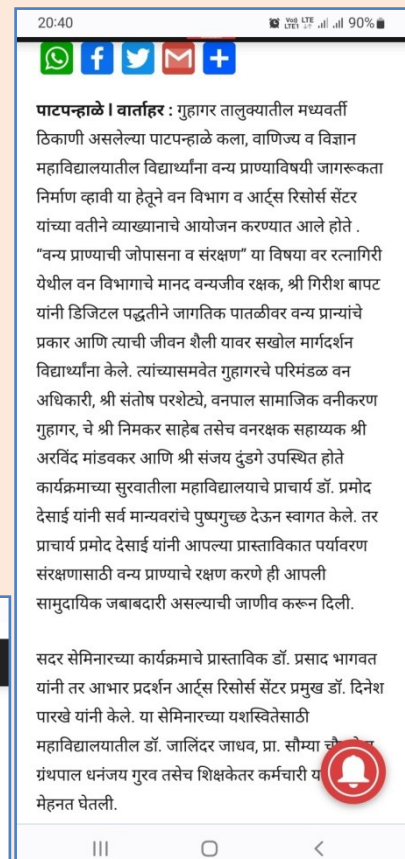 20:40
90%
पाटपन्हाळे । वार्ताहर : गुहागर तालुक्यातील मध्यवर्ती
ठिकाणी असलेल्या पाटपन्हाळे कला, वाणिज्य व विज्ञान
महाविद्यालयातील विद्यार्थ्यांना वन्य प्राण्याविषयी जागरूकता
निर्माण व्हावी या हेतूने वन विभाग व आर्ट्स रिसोर्स सेंटर
यांच्या वतीने व्याख्यानाचे आयोजन करण्यात आले होते .
“वन्य प्राण्याची जोपासना व संरक्षण” या विषया वर रत्नागिरी
येथील वन विभागाचे मानद वन्यजीव रक्षक, श्री गिरीश बापट
यांनी डिजिटल पद्धतीने जागतिक पातळीवर वन्य प्रान्यांचे
प्रकार आणि त्याची जीवन शैली यावर सखोल मार्गदर्शन
विद्यार्थ्यांना केले. त्यांच्यासमवेत गुहागरचे परिमंडळ वन
अधिकारी, श्री संतोष परशेट्ये, वनपाल सामाजिक वनीकरण
गुहागर, चे श्री निमकर साहेब तसेच वनरक्षक सहाय्यक श्री
अरविंद मांडवकर आणि श्री संजय दुंडगे उपस्थित होते
कार्यक्रमाच्या सुरवातीला महाविद्यालयाचे प्राचार्य डॉ. प्रमोद
देसाई यांनी सर्व मान्यवरांचे पुष्पगुच्छ देऊन स्वागत केले. तर
प्राचार्य प्रमोद देसाई यांनी आपल्या प्रास्ताविकात पर्यावरण
संरक्षणासाठी वन्य प्राण्याचे रक्षण करणे ही आपली
सामुदायिक जबाबदारी असल्याची जाणीव करून दिली.
सदर सेमिनारच्या कार्यक्रमाचे प्रास्ताविक डॉ. प्रसाद भागवत
यांनी तर आभार प्रदर्शन आर्ट्स रिसोर्स सेंटर प्रमुख डॉ. दिनेश
पारखे यांनी केले. या सेमिनारच्या यशस्वितेसाठी
महाविद्यालयातील डॉ. जालिंदर जाधव, प्रा. सौम्या
ग्रंथपाल धनंजय गुरव तसेच शिक्षकेतर कर्मचारी
मेहनत घेतली.